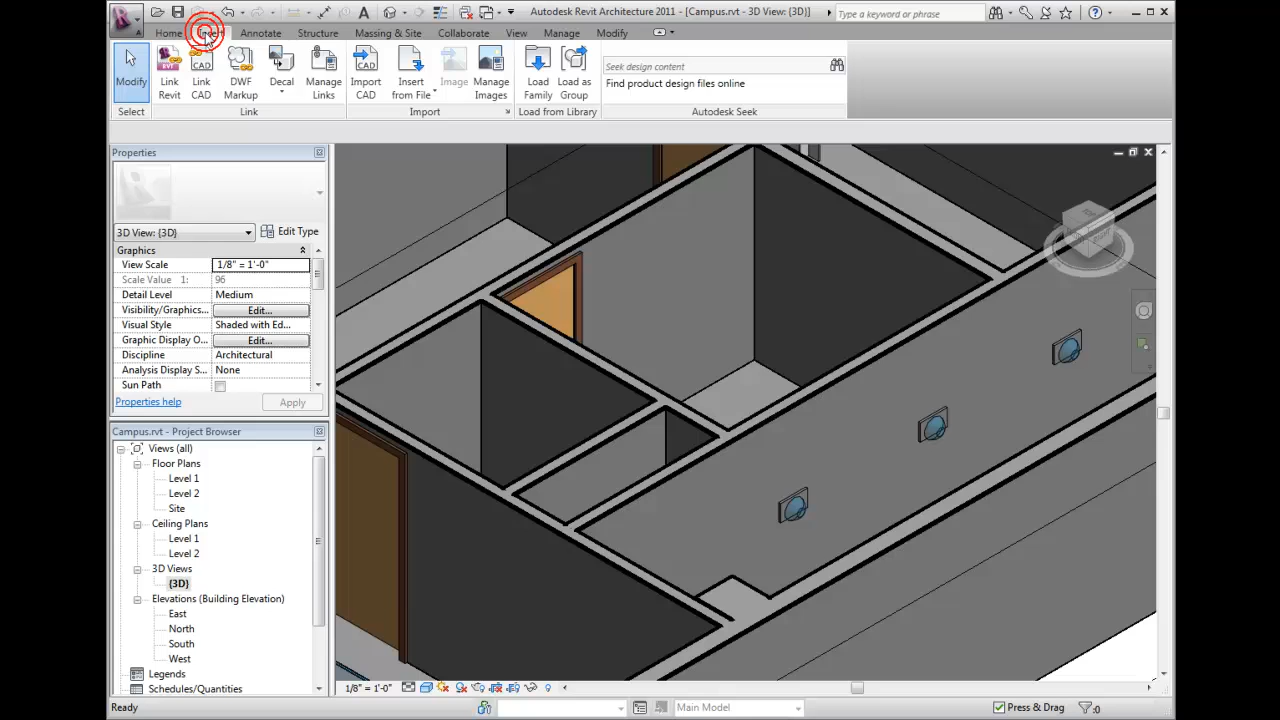 Autodesk Revit Architecture 2011 - [Campus.rvt - 3D View: {3D}]
Type a keyword or phrase
Home Insert Annotate Structure Massing & Site Collaborate View Manage Modify
Modify
Link Revit
Link CAD
DWF Markup
Decal
Manage Links
Import CAD
Insert from File
Image
Manage Images
Load Family
Load as Group
Seek design content
Find product design files online
Select Link Import Load from Library Autodesk Seek
Properties
3D View: {3D} Edit Type
Graphics
View Scale 1/8" = 1'-0"
Scale Value 1: 96
Detail Level Medium
Visibility/Graphics... Edit...
Visual Style Shaded with Ed...
Graphic Display O... Edit...
Discipline Architectural
Analysis Display S... None
Sun Path
Properties help Apply
Campus.rvt - Project Browser
Views (all)
Floor Plans
Level 1
Level 2
Site
Ceiling Plans
Level 1
Level 2
3D Views
{3D}
Elevations (Building Elevation)
East
North
South
West
Legends
Schedules/Quantities
1/8" = 1'-0"
Ready Main Model Press & Drag :0